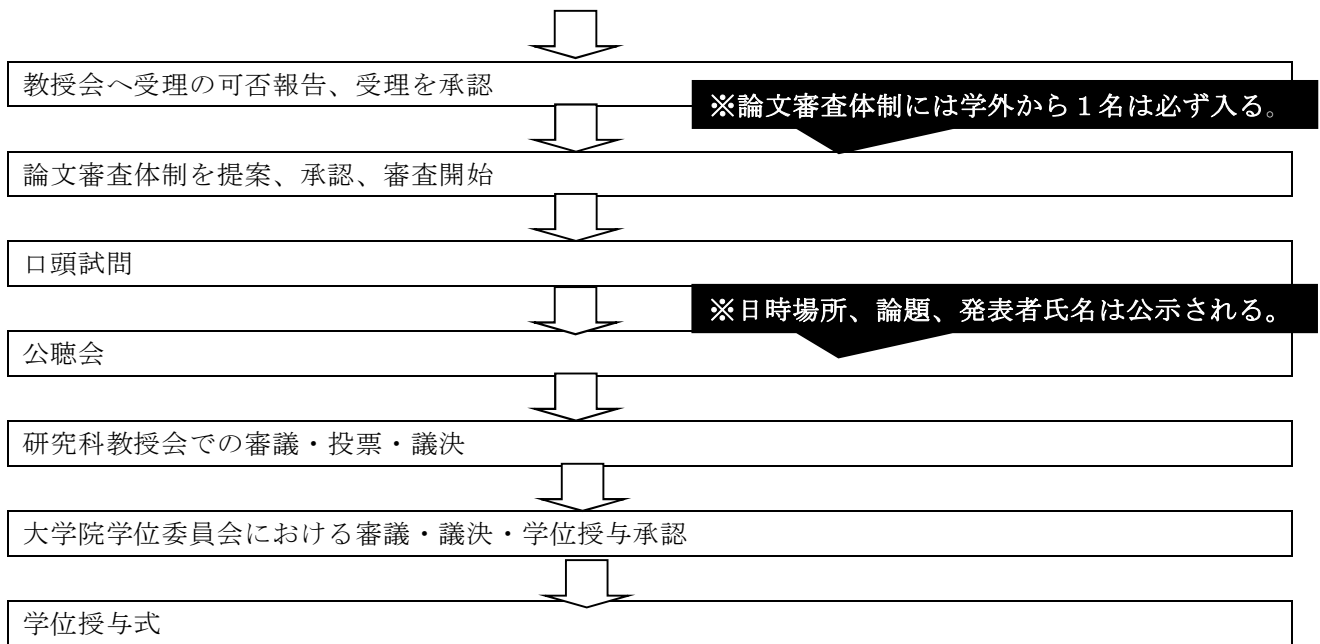 教授会へ受理の可否報告、受理を承認
※論文審査体制には学外から１名は必ず入る。
論文審査体制を提案、承認、審査開始
口頭試問
※日時場所、論題、発表者氏名は公示される。
公聴会
研究科教授会での審議・投票・議決
大学院学位委員会における審議・議決・学位授与承認
学位授与式